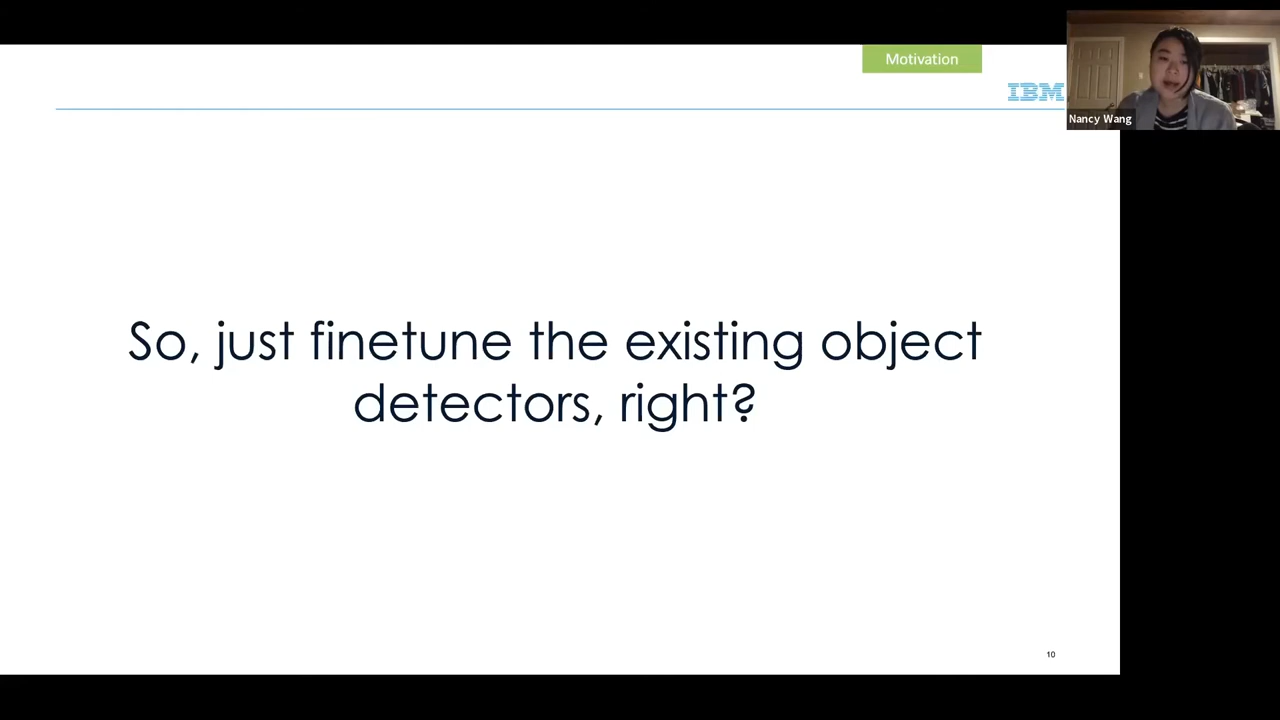 Motivation
IBM
Nancy Wang
So, just finetune the existing object
detectors, right?
10